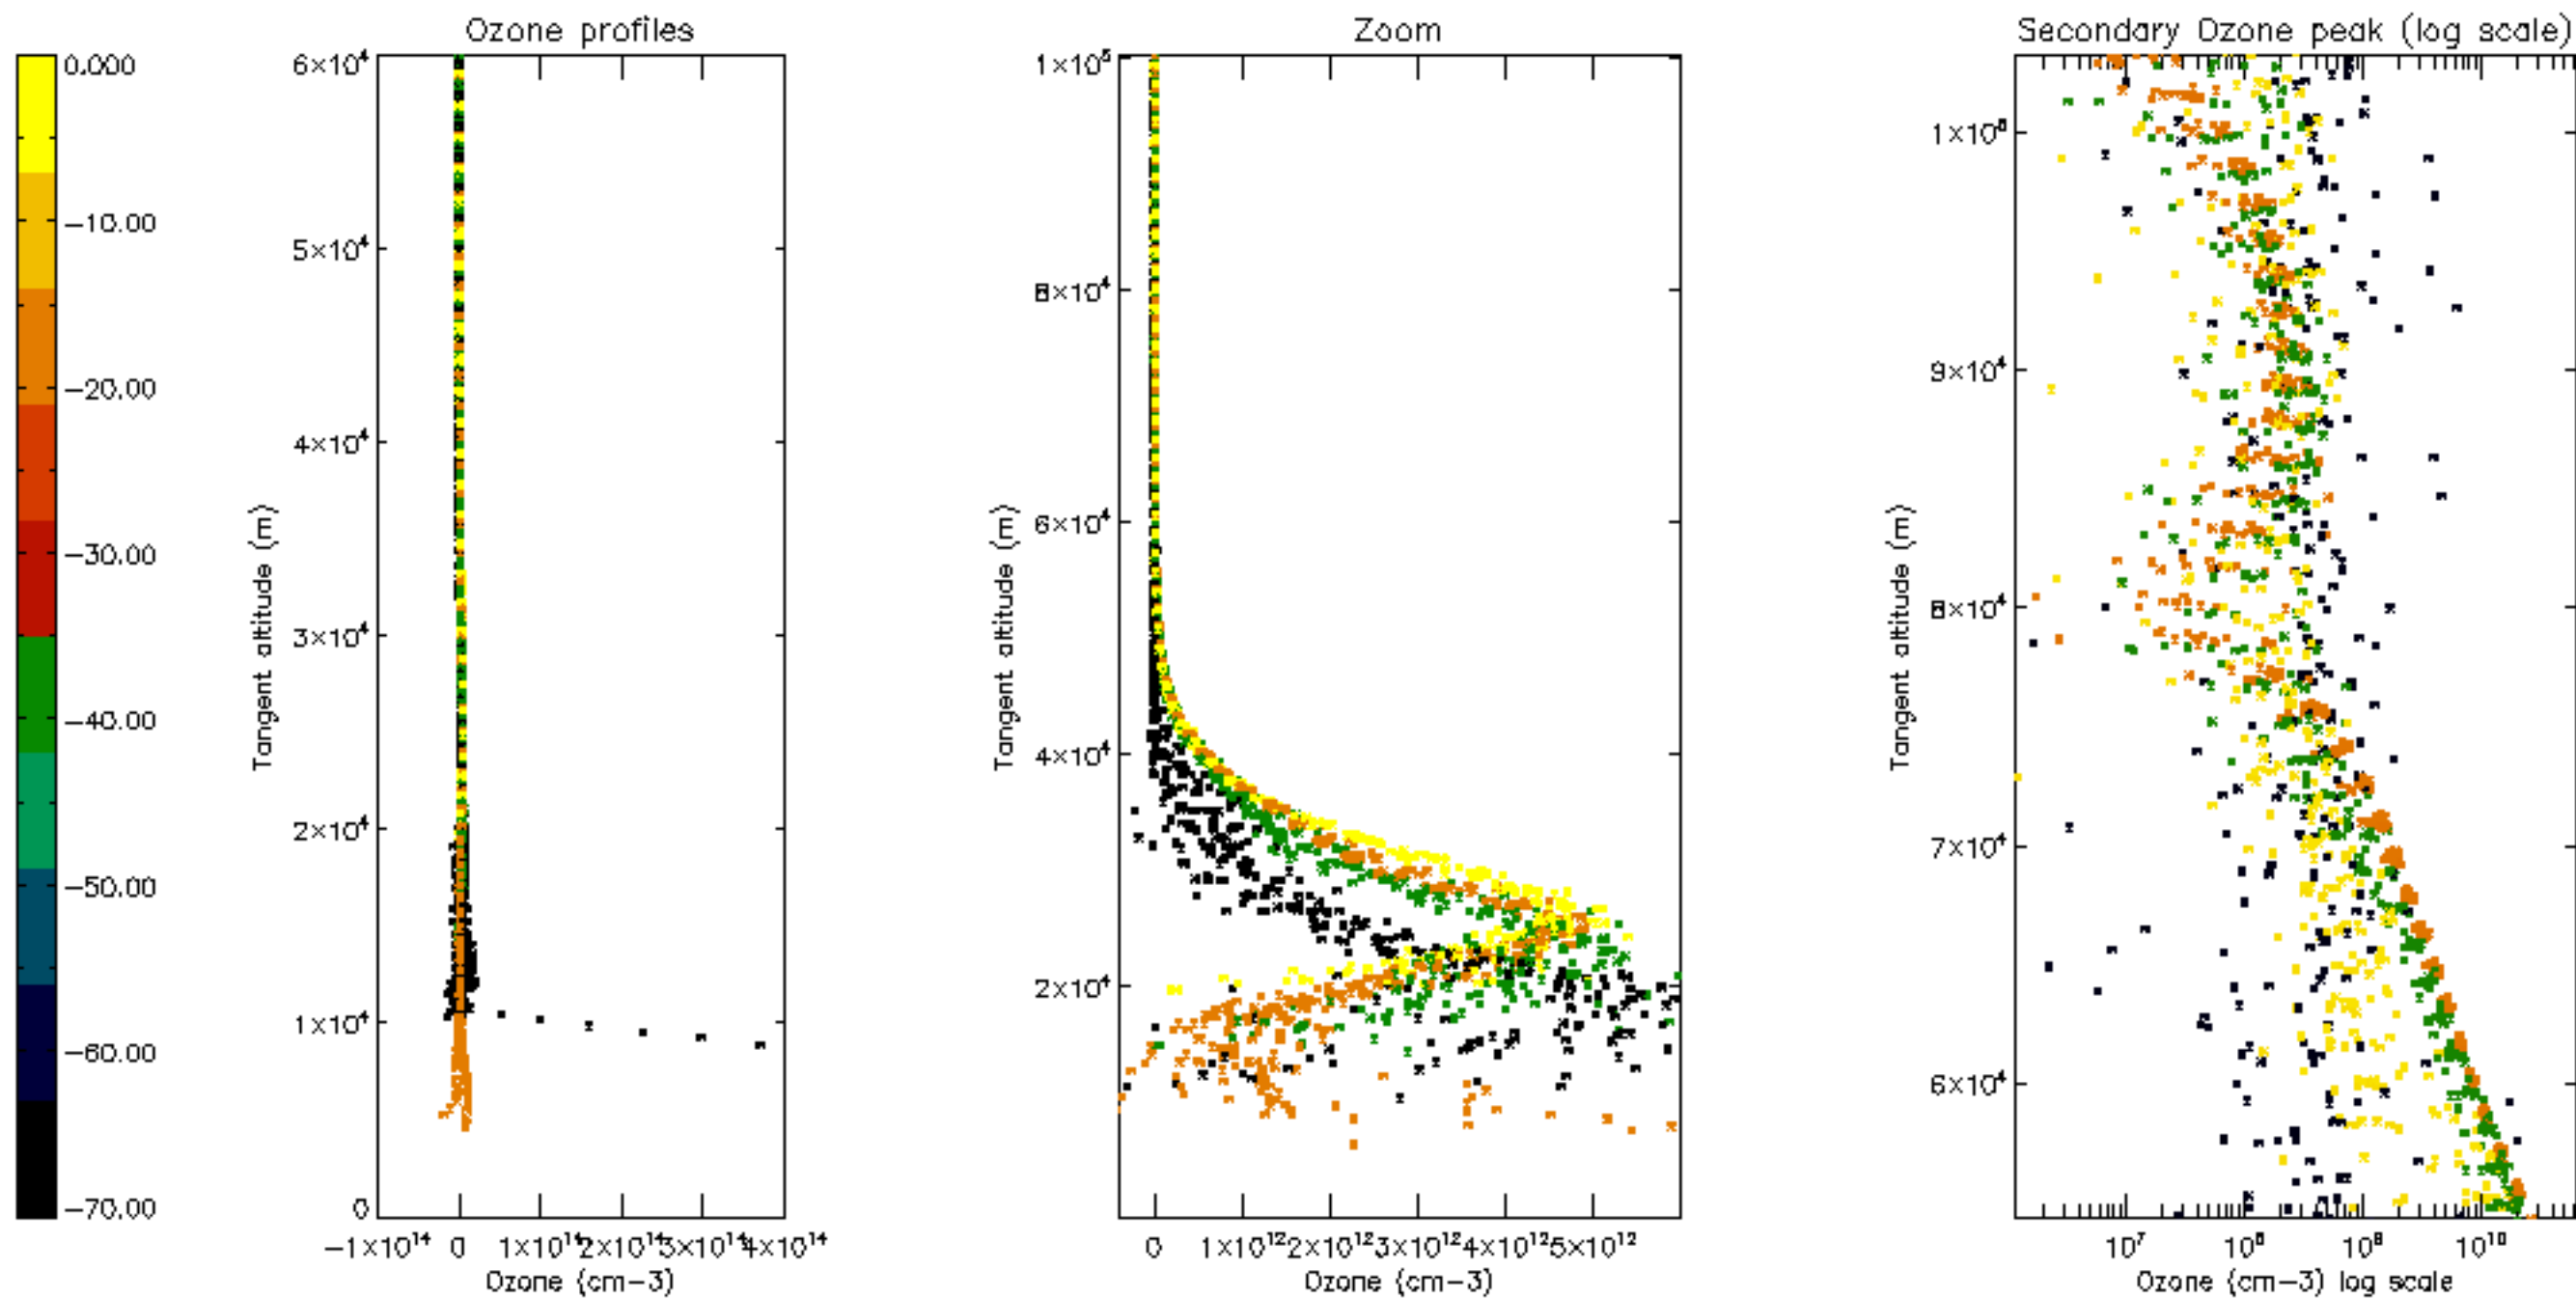 Ozone profiles
Zoom
Secondary Ozone peak (log scale)
0.000
−10.00
−20.00
−30.00
−40.00
−50.00
−60.00
−70.00
6×10⁴
5×10⁴
4×10⁴
3×10⁴
2×10⁴
1×10⁴
0
Tangent altitude (m)
−1×10¹⁴ 0 1×10¹⁴ 2×10¹⁴ 3×10¹⁴ 4×10¹⁴
Ozone (cm−3)
1×10⁵
8×10⁴
6×10⁴
4×10⁴
2×10⁴
Tangent altitude (m)
0 1×10¹² 2×10¹² 3×10¹² 4×10¹² 5×10¹²
Ozone (cm−3)
9×10⁴
8×10⁴
7×10⁴
6×10⁴
Tangent altitude (m)
10⁷ 10⁸ 10⁹ 10¹⁰
Ozone (cm−3) log scale